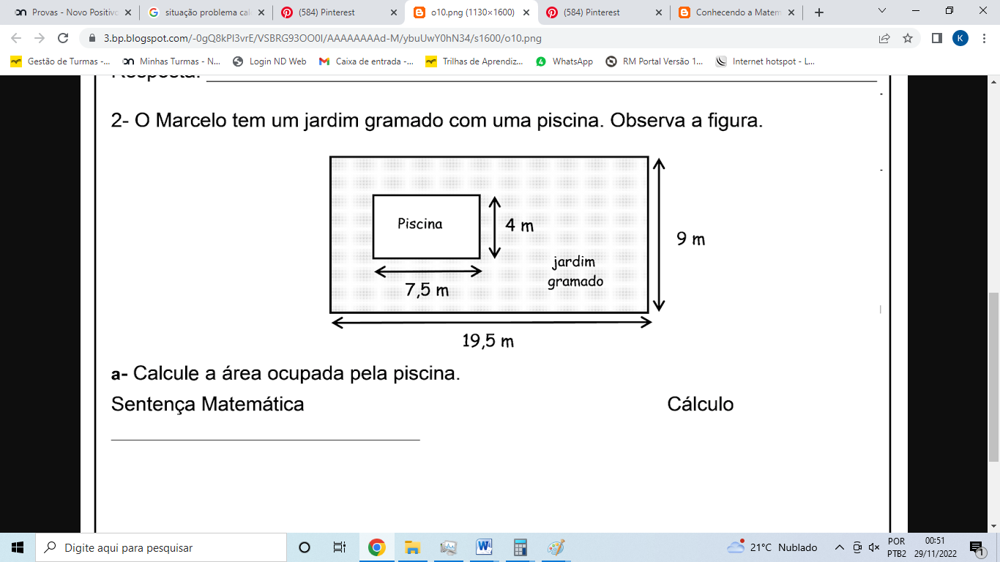 Provas - Novo Positivo
situação problema cal
(584) Pinterest
o10.png (1130×1600)
(584) Pinterest
Conhecendo a Matem
3.bp.blogspot.com/-0gQ8kPl3vrE/VSBRG93OO0I/AAAAAAAAd-M/ybuUwY0hN34/s1600/o10.png
K
Gestão de Turmas -...
Minhas Turmas - N...
Login ND Web
Caixa de entrada -...
Trilhas de Aprendiz...
WhatsApp
RM Portal Versão 1...
Internet hotspot - L...
Resposta:
2- O Marcelo tem um jardim gramado com uma piscina. Observa a figura.
Piscina
4 m
9 m
jardim
gramado
7,5 m
19,5 m
a- Calcule a área ocupada pela piscina.
Sentença Matemática
Cálculo
Digite aqui para pesquisar
21°C Nublado
POR
PTB2
00:51
29/11/2022
1